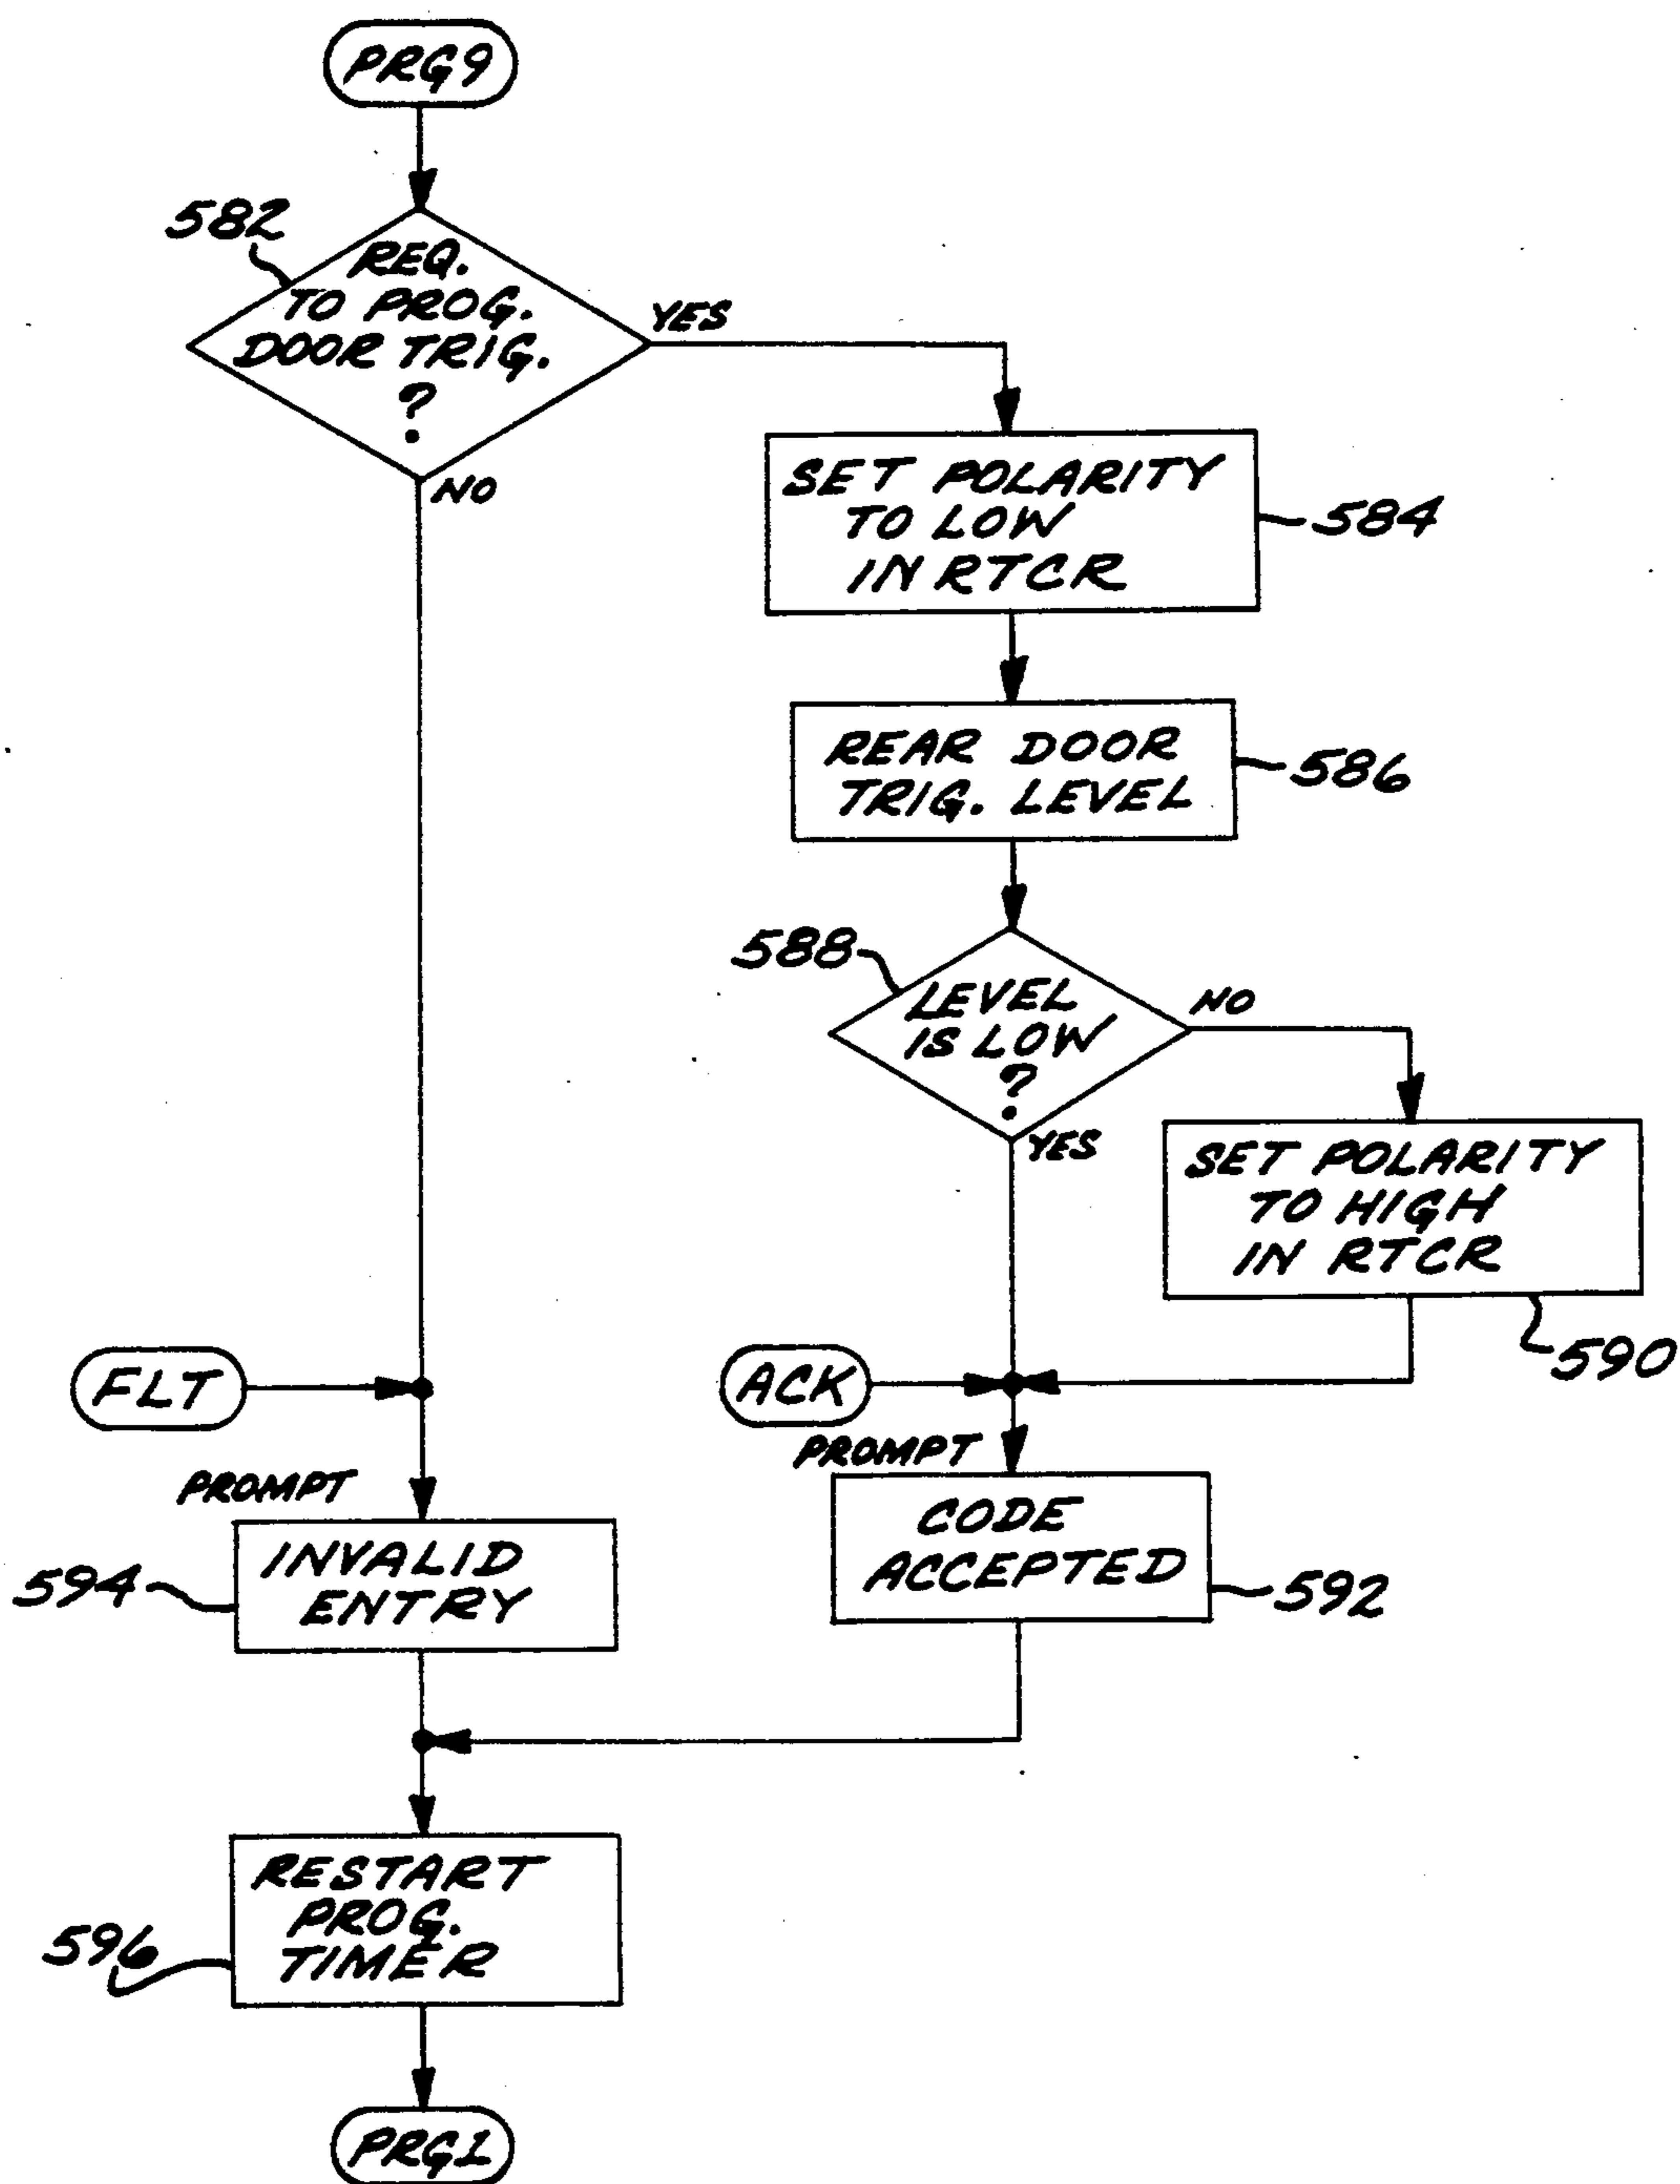 PRG9
582
REQ.
TO PROG.
DOOR TRIG.
?
YES
NO
SET POLARITY
TO LOW
IN RTCR
584
REAR DOOR
TRIG. LEVEL
586
588
LEVEL
IS LOW
?
NO
YES
SET POLARITY
TO HIGH
IN RTCR
590
FLT
ACK
PROMPT
PROMPT
CODE
ACCEPTED
592
INVALID
ENTRY
594
RESTART
PROG.
TIMER
596
PRG1